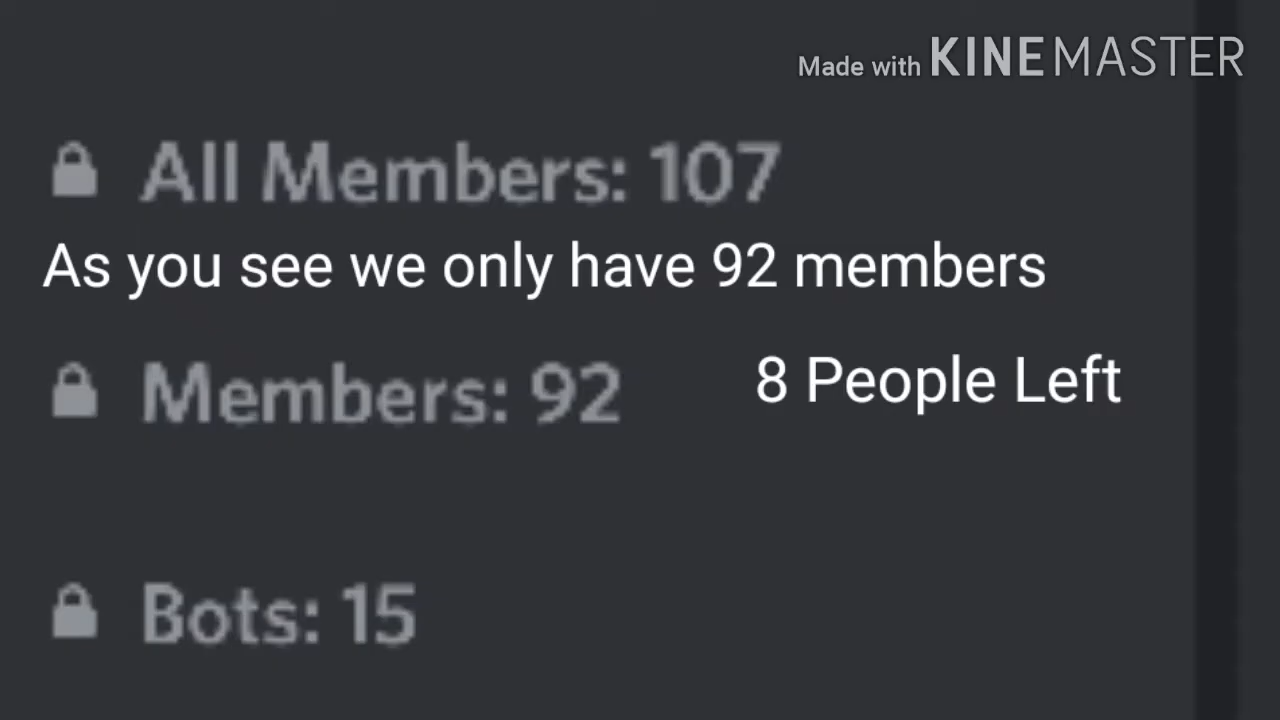 Made with KINEMASTER
All Members: 107
As you see we only have 92 members
Members: 92
8 People Left
Bots: 15